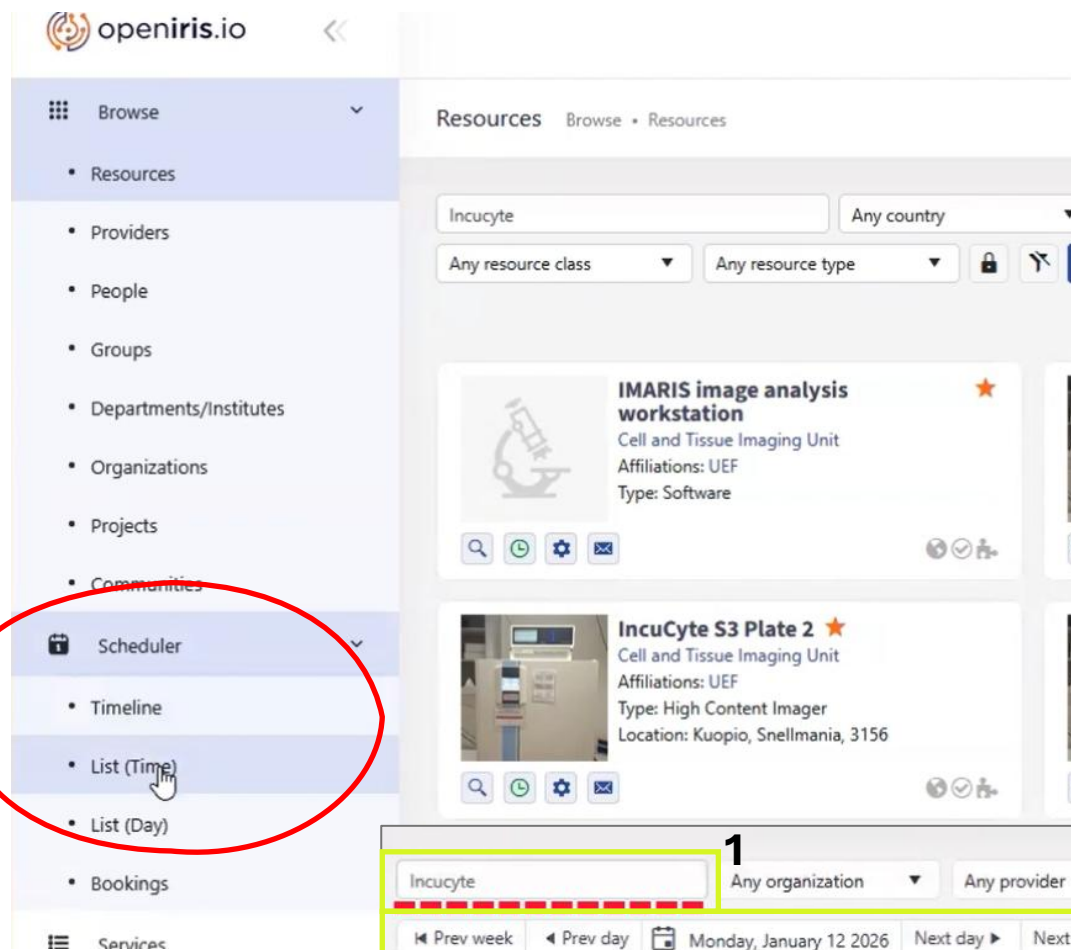 openiris.io
Browse
Resources
Providers
People
Groups
Departments/Institutes
Organizations
Projects
Communities
Scheduler
Timeline
List (Time)
List (Day)
Bookings
Services
Resources Browse • Resources
Incucyte Any country
Any resource class Any resource type
IMARIS image analysis
workstation
Cell and Tissue Imaging Unit
Affiliations: UEF
Type: Software
IncuCyte S3 Plate 2
Cell and Tissue Imaging Unit
Affiliations: UEF
Type: High Content Imager
Location: Kuopio, Snellmania, 3156
1
Incucyte Any organization Any provider
Prev week Prev day Monday, January 12 2026 Next day Next